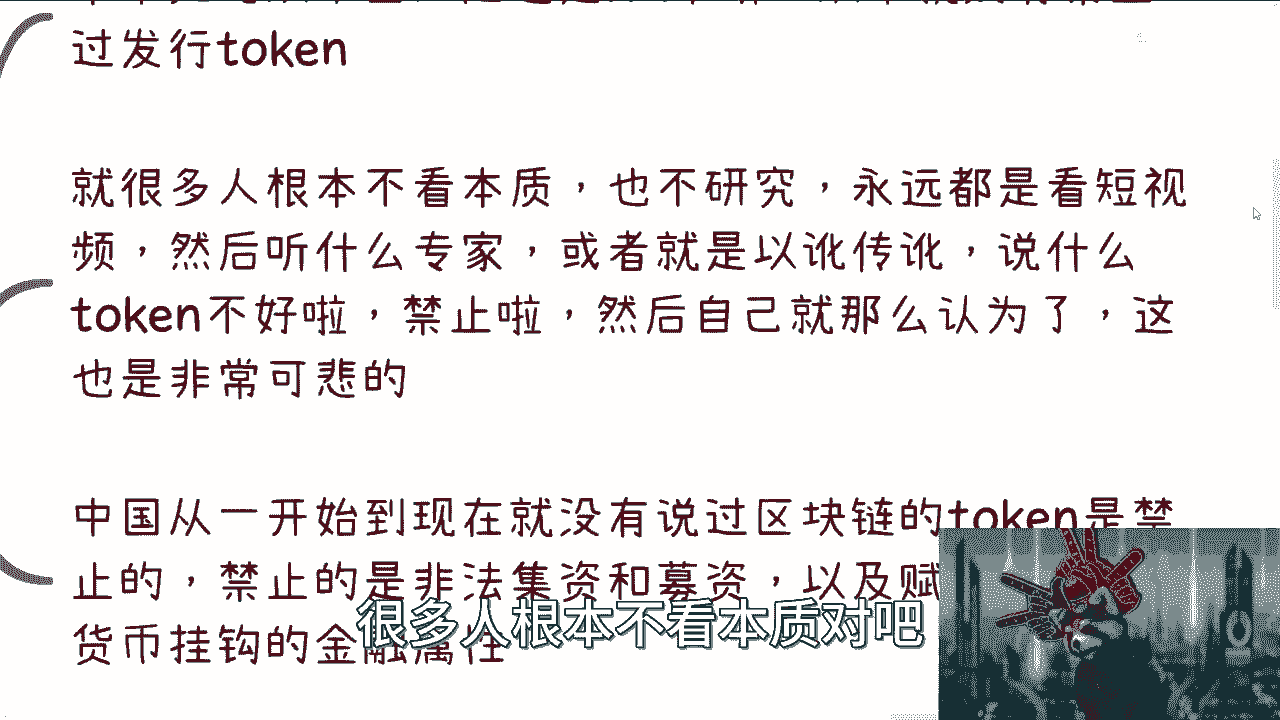 过发行token
就很多人根本不看本质，也不研究，永远都是看短视
频，然后听什么专家，或者就是以讹传讹，说什么
token不好啦，禁止啦，然后自己就那么认为了，这
也是非常可悲的
中国从一开始到现在就没有说过区块链的token是禁
止的，禁止的是非法集资和募资，以及赋
货币挂钩的金融属性
很多人根本不看本质对吧